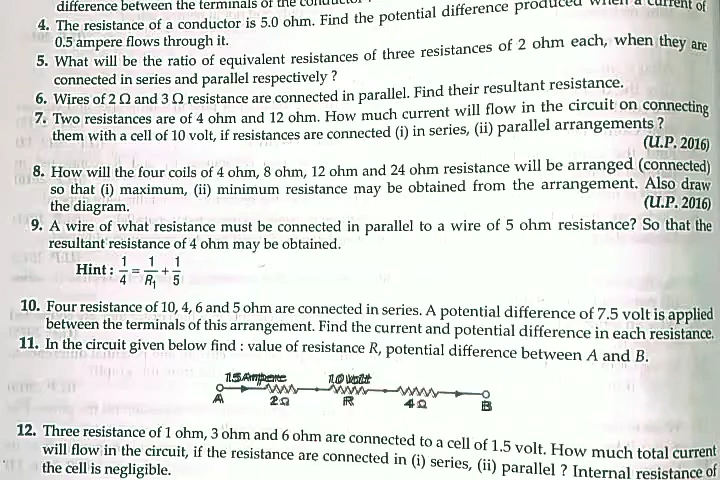 difference between the terminals of the conductor
4. The resistance of a conductor is 5.0 ohm. Find the potential difference produced when a current of
0.5 ampere flows through it.
5. What will be the ratio of equivalent resistances of three resistances of 2 ohm each, when they are
connected in series and parallel respectively ?
6. Wires of 2 Ω and 3 Ω resistance are connected in parallel. Find their resultant resistance.
7. Two resistances are of 4 ohm and 12 ohm. How much current will flow in the circuit on connecting
them with a cell of 10 volt, if resistances are connected (i) in series, (ii) parallel arrangements ?
(U.P. 2016)
8. How will the four coils of 4 ohm, 8 ohm, 12 ohm and 24 ohm resistance will be arranged (connected)
so that (i) maximum, (ii) minimum resistance may be obtained from the arrangement. Also draw
the diagram. (U.P. 2016)
9. A wire of what resistance must be connected in parallel to a wire of 5 ohm resistance? So that the
resultant resistance of 4 ohm may be obtained.
Hint : 1/4 = 1/R₁ + 1/5
10. Four resistance of 10, 4, 6 and 5 ohm are connected in series. A potential difference of 7.5 volt is applied
between the terminals of this arrangement. Find the current and potential difference in each resistance.
11. In the circuit given below find : value of resistance R, potential difference between A and B.
1.5 Ampere 1.0 Volt
A 2Ω R 4Ω B
12. Three resistance of 1 ohm, 3 ohm and 6 ohm are connected to a cell of 1.5 volt. How much total current
will flow in the circuit, if the resistance are connected in (i) series, (ii) parallel ? Internal resistance of
the cell is negligible.